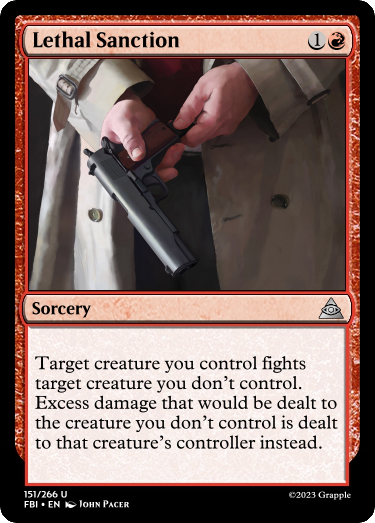 Lethal Sanction
1
Sorcery
Target creature you control fights
target creature you don't control.
Excess damage that would be dealt to
the creature you don't control is dealt
to that creature's controller instead.
151/266 U
FBI • EN John Pacer
©2023 Grapple